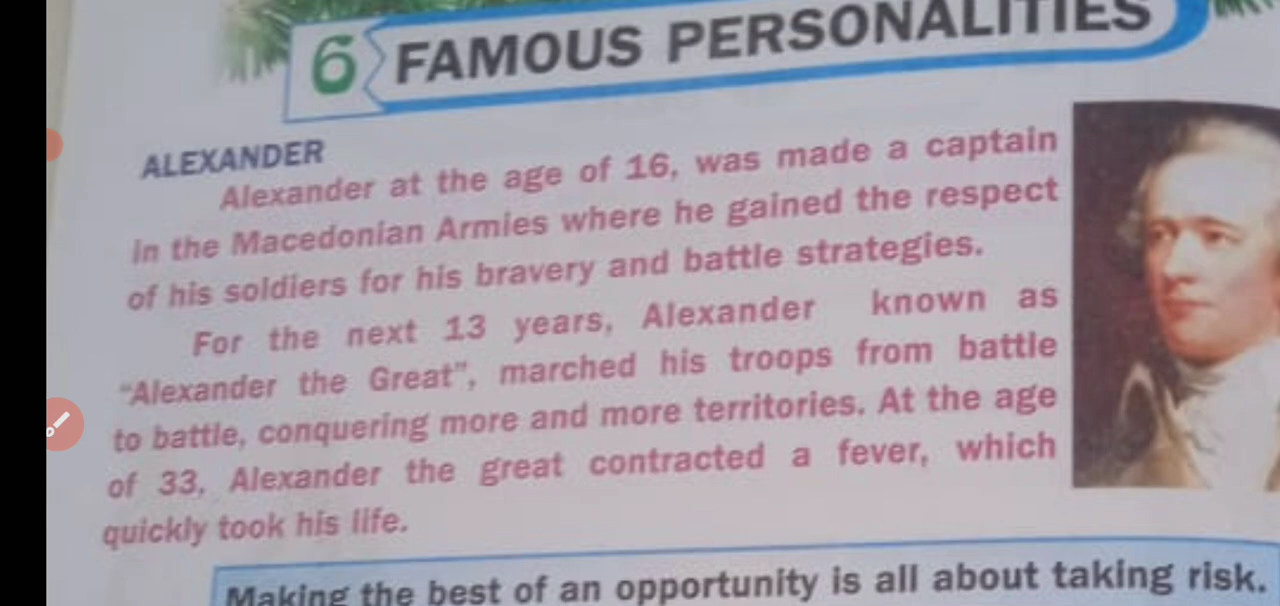 6 FAMOUS PERSONALITIES
ALEXANDER
Alexander at the age of 16, was made a captain
in the Macedonian Armies where he gained the respect
of his soldiers for his bravery and battle strategies.
For the next 13 years, Alexander known as
"Alexander the Great", marched his troops from battle
to battle, conquering more and more territories. At the age
of 33, Alexander the great contracted a fever, which
quickly took his life.
Making the best of an opportunity is all about taking risk.